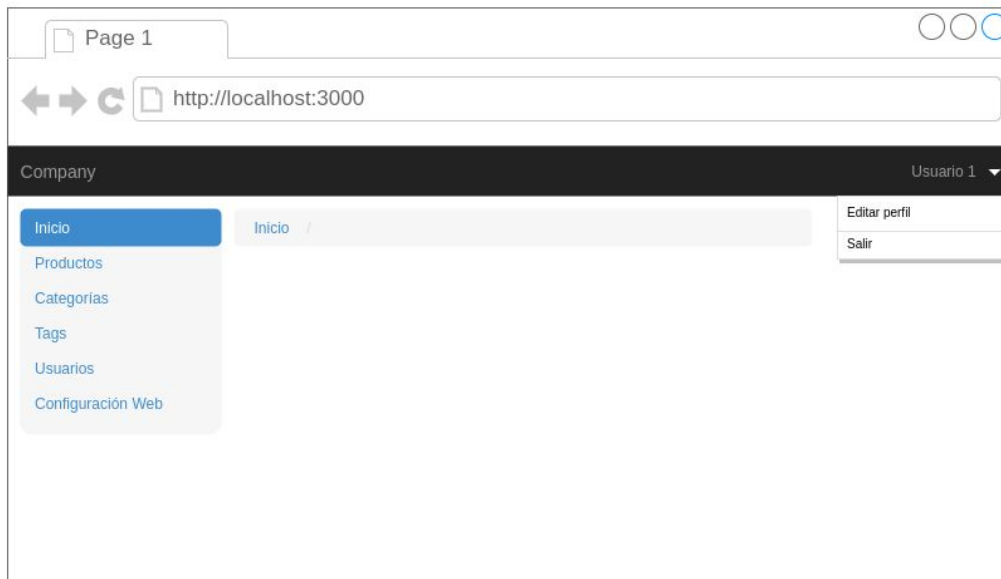 Page 1
http://localhost:3000
Company
Usuario 1
Inicio
Productos
Categorías
Tags
Usuarios
Configuración Web
Inicio /
Editar perfil
Salir